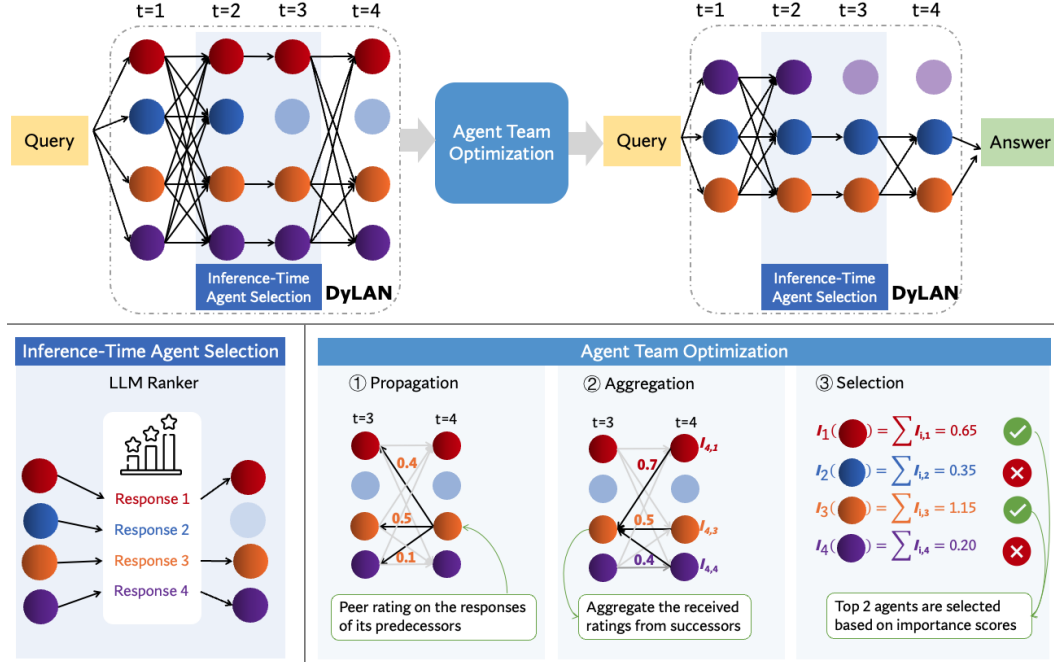 t=1 t=2 t=3 t=4
Query
Inference-Time
Agent Selection
DyLAN
Agent Team
Optimization
t=1 t=2 t=3 t=4
Query
Inference-Time
Agent Selection
DyLAN
Answer
Inference-Time Agent Selection
LLM Ranker
Response 1
Response 2
Response 3
Response 4
Agent Team Optimization
① Propagation
t=3 t=4
0.4
0.5
0.1
Peer rating on the responses
of its predecessors
② Aggregation
t=3 t=4
0.7
0.5
0.4
I4,1
I4,3
I4,4
Aggregate the received
ratings from successors
③ Selection
I1( ) = ∑ Ii,1 = 0.65
I2( ) = ∑ Ii,2 = 0.35
I3( ) = ∑ Ii,3 = 1.15
I4( ) = ∑ Ii,4 = 0.20
Top 2 agents are selected
based on importance scores